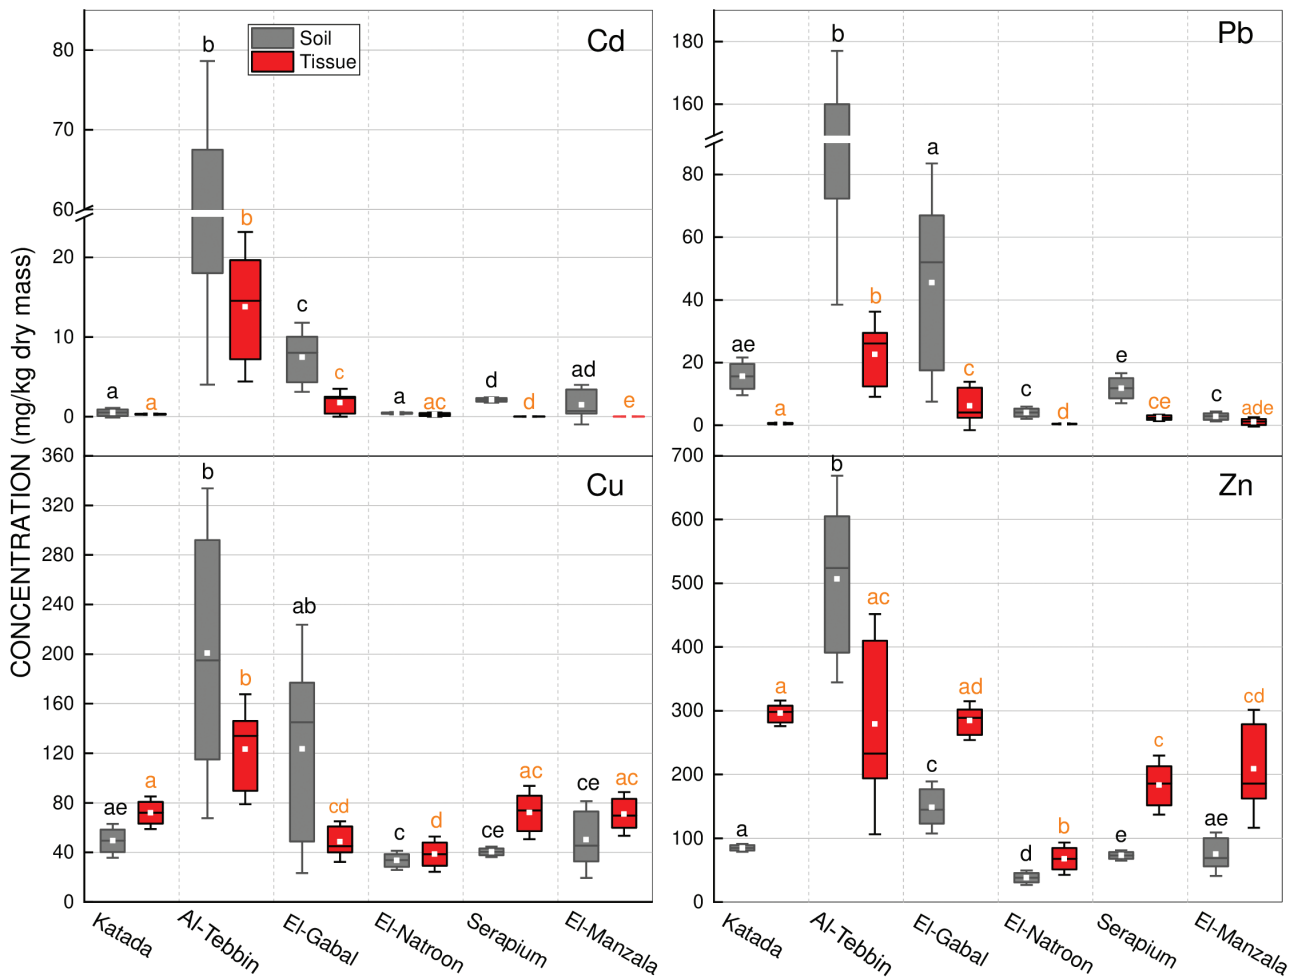 CONCENTRATION (mg/kg dry mass)
Soil
Tissue
Cd
80
70
60
20
10
0
a
a
b
b
c
c
a
ac
d
d
ad
e
Pb
180
160
80
60
40
20
0
ae
a
b
b
a
c
c
d
e
ce
c
ade
Cu
360
320
280
240
200
160
120
80
40
0
ae
a
b
b
ab
cd
c
d
ce
ac
ce
ac
Katada
Al-Tebbin
El-Gabal
El-Natroon
Serapium
El-Manzala
Zn
700
600
500
400
300
200
100
0
a
a
b
ac
c
ad
d
b
e
c
ae
cd
Katada
Al-Tebbin
El-Gabal
El-Natroon
Serapium
El-Manzala